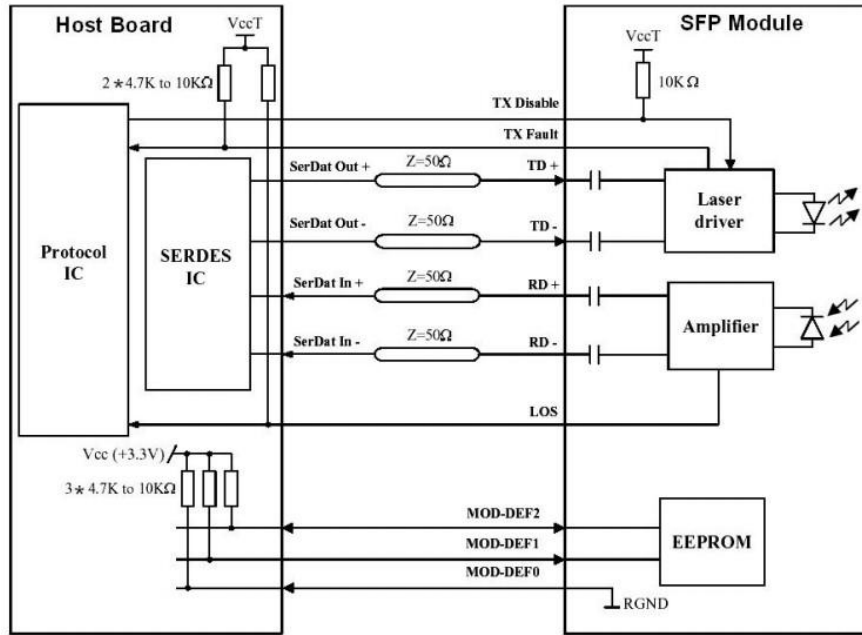 Host Board
SFP Module
VccT
VccT
2*4.7K to 10KΩ
10KΩ
TX Disable
TX Fault
SerDat Out +
Z=50Ω
TD +
SerDat Out -
Z=50Ω
TD -
Laser
driver
Protocol
IC
SERDES
IC
SerDat In +
Z=50Ω
RD +
SerDat In -
Z=50Ω
RD -
Amplifier
LOS
Vcc (+3.3V)
3*4.7K to 10KΩ
MOD-DEF2
MOD-DEF1
MOD-DEF0
EEPROM
RGND